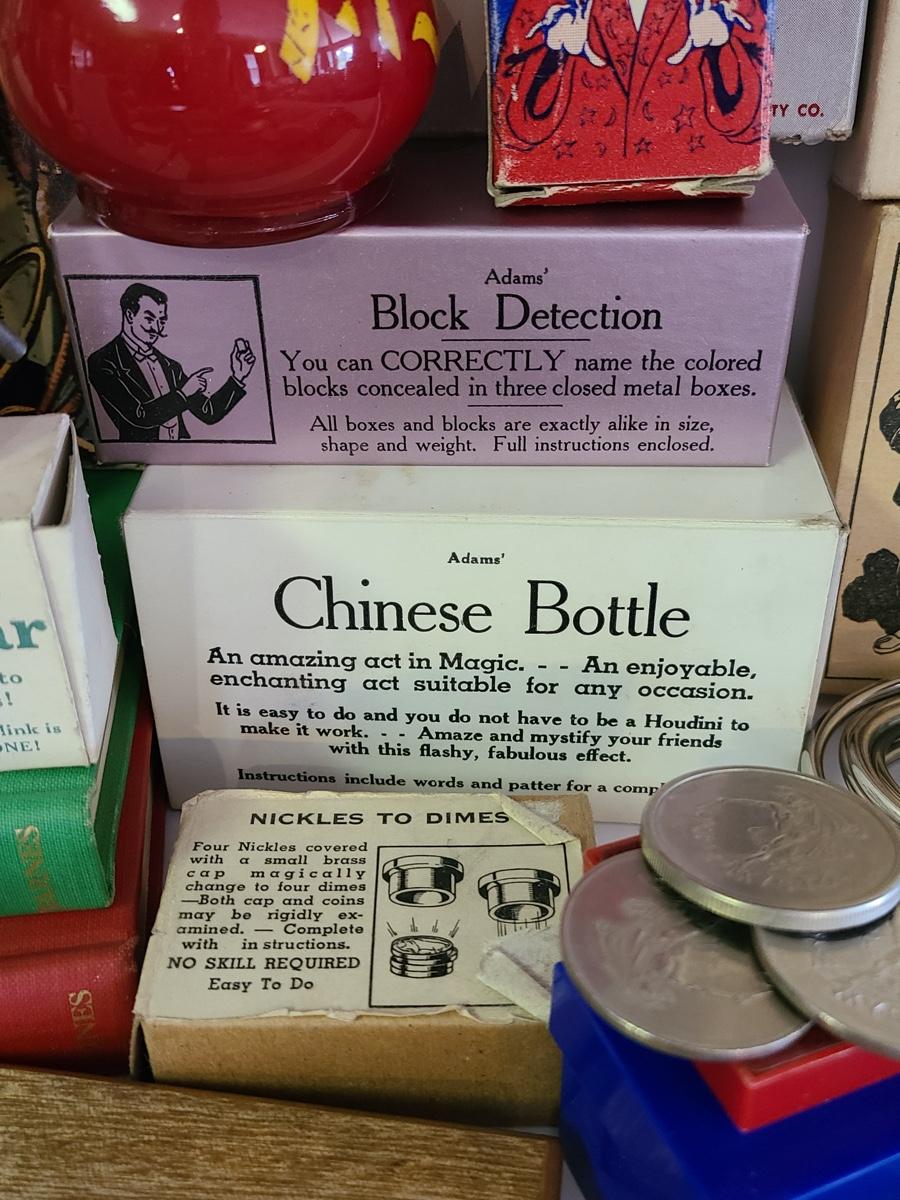 TY CO.
Adams'
Block Detection
You can CORRECTLY name the colored
blocks concealed in three closed metal boxes.
All boxes and blocks are exactly alike in size,
shape and weight. Full instructions enclosed.
Adams'
Chinese Bottle
An amazing act in Magic. - - An enjoyable,
enchanting act suitable for any occasion.
It is easy to do and you do not have to be a Houdini to
make it work. - - Amaze and mystify your friends
with this flashy, fabulous effect.
Instructions include words and patter for a comp
ar
to
!
link is
ONE!
NICKLES TO DIMES
Four Nickles covered
with a small brass
cap magically
change to four dimes
—Both cap and coins
may be rigidly ex-
amined. — Complete
with in structions.
NO SKILL REQUIRED
Easy To Do
NES